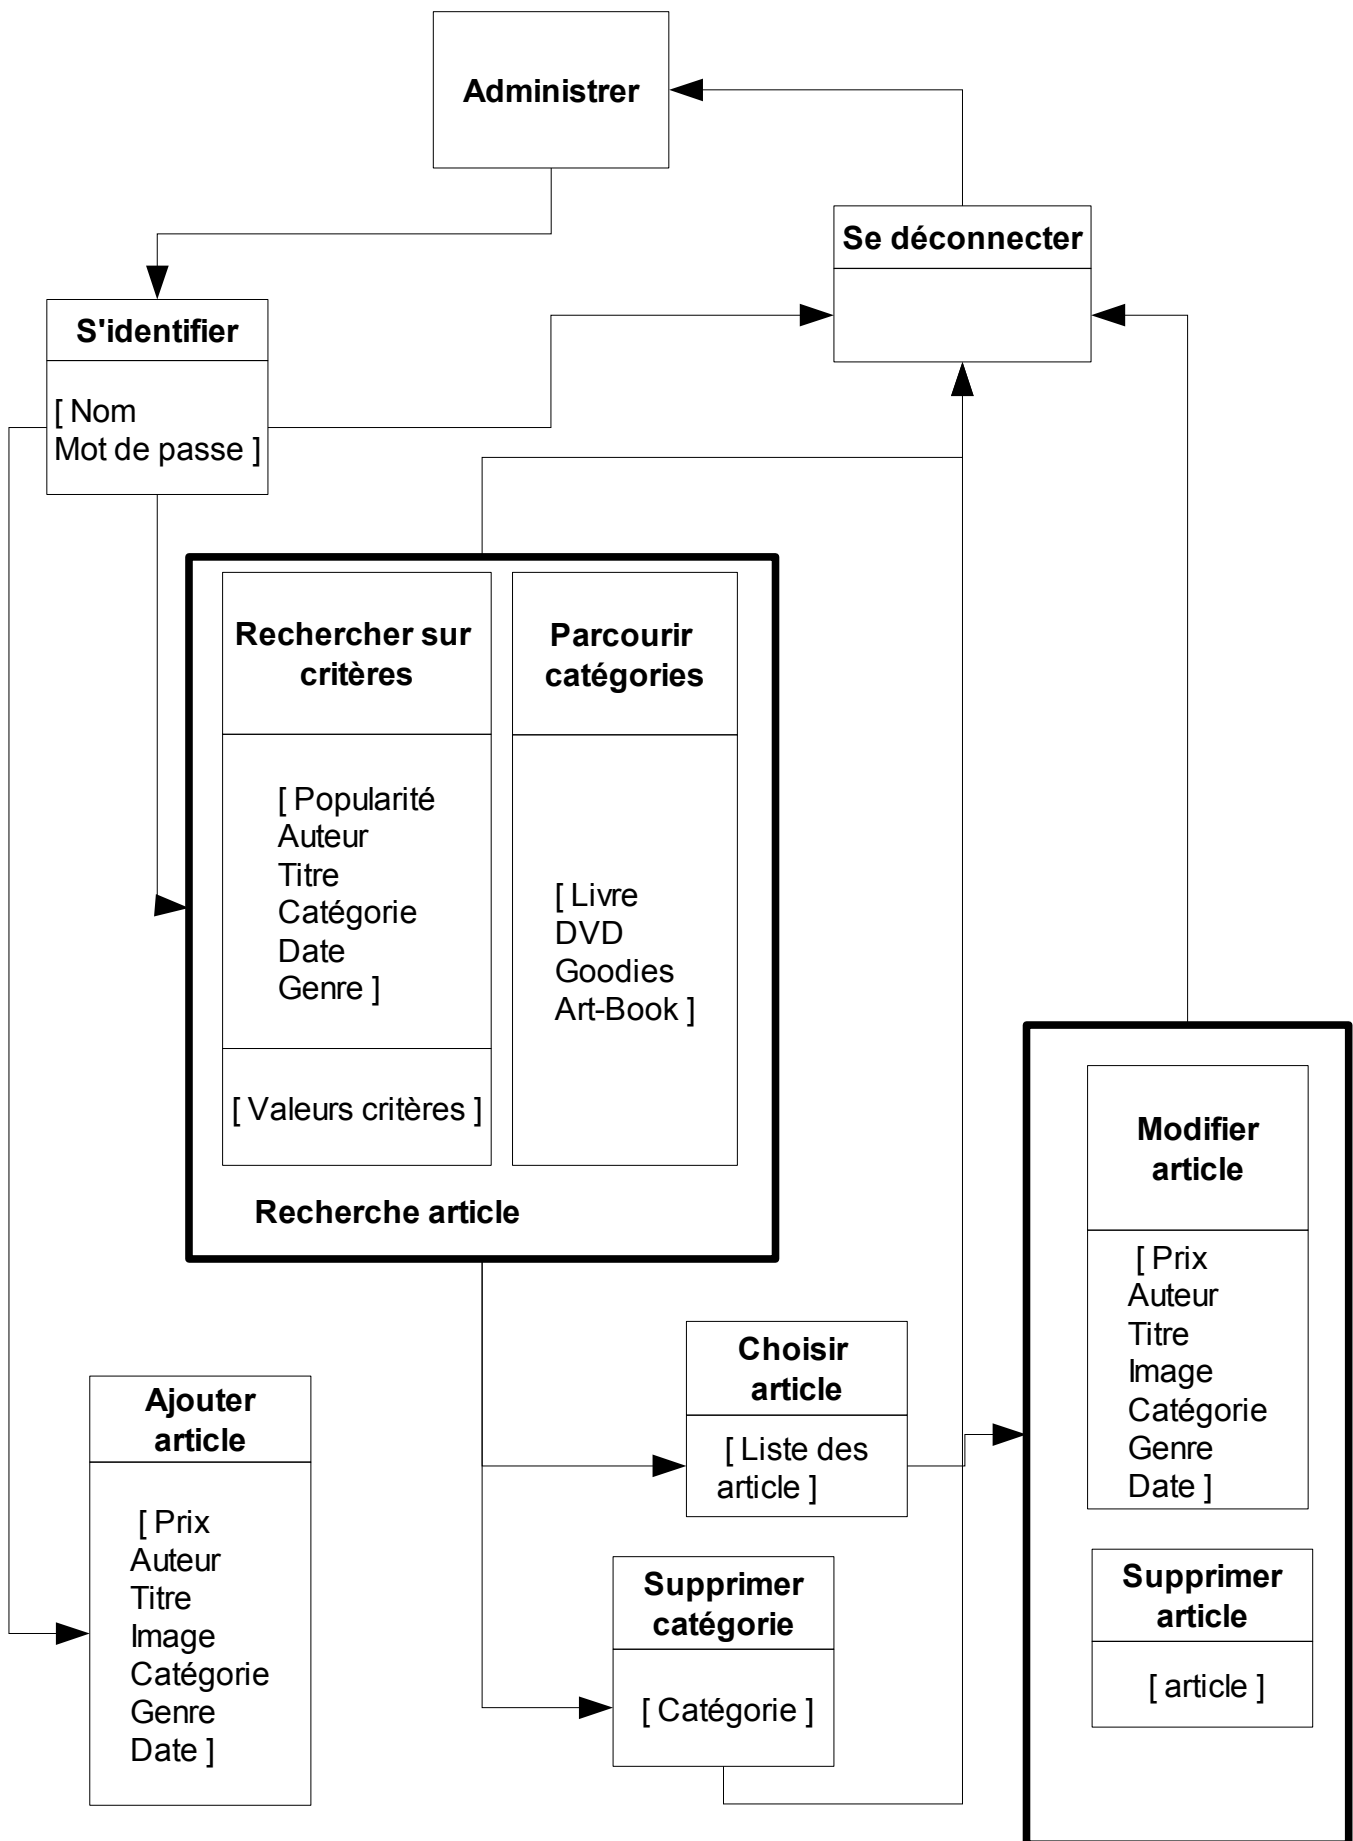 Administrer
Se déconnecter
S'identifier
[ Nom
Mot de passe ]
Rechercher sur
critères
[ Popularité
Auteur
Titre
Catégorie
Date
Genre ]
[ Valeurs critères ]
Parcourir
catégories
[ Livre
DVD
Goodies
Art-Book ]
Recherche article
Modifier
article
[ Prix
Auteur
Titre
Image
Catégorie
Genre
Date ]
Choisir
article
[ Liste des
article ]
Ajouter
article
[ Prix
Auteur
Titre
Image
Catégorie
Genre
Date ]
Supprimer
catégorie
[ Catégorie ]
Supprimer
article
[ article ]